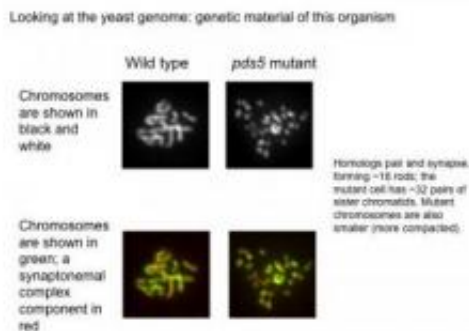 Looking at the yeast genome: genetic material of this organism
Wild type
pds5 mutant
Chromosomes
are shown in
black and
white
Homologs pair and synapse,
forming ~16 rods; the
mutant cell has ~32 pairs of
sister chromatids. Mutant
chromosomes are also
smaller (more compacted)
Chromosomes
are shown in
green; a
synaptonemal
complex
component in
red